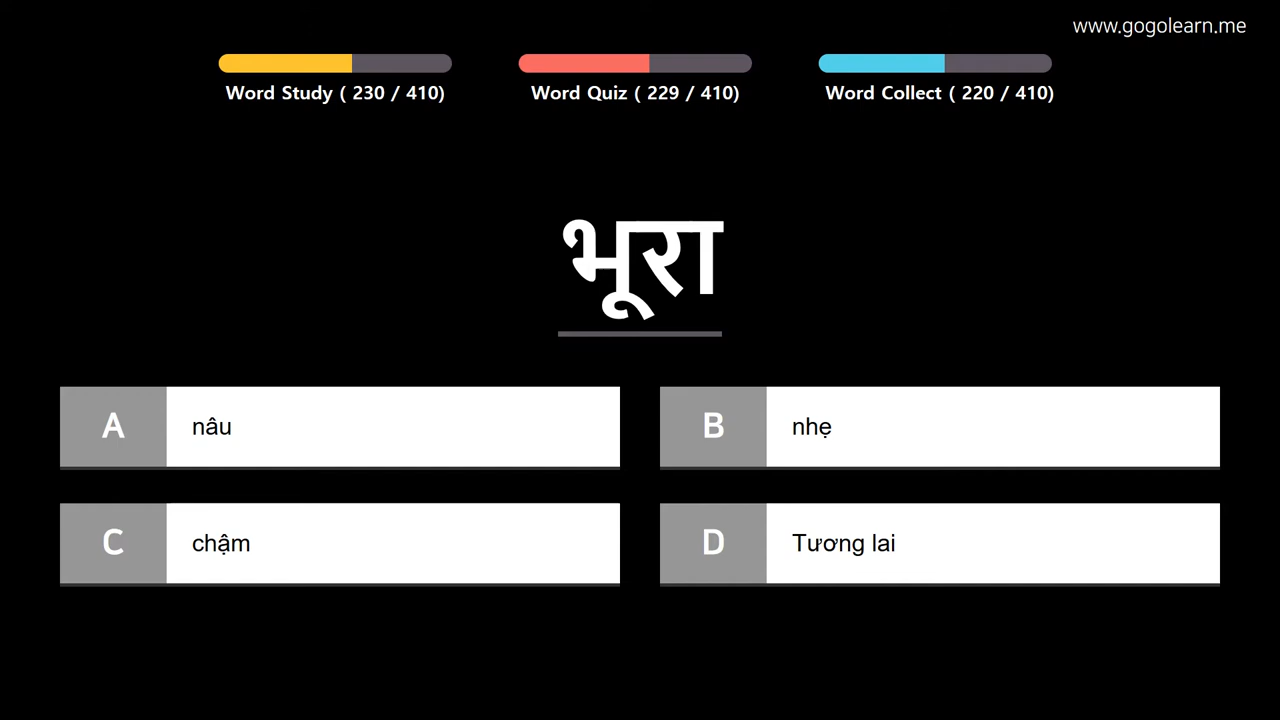 www.gogolearn.me
Word Study ( 230 / 410)
Word Quiz ( 229 / 410)
Word Collect ( 220 / 410)
भूरा
A
nâu
B
nhẹ
C
chậm
D
Tương lai